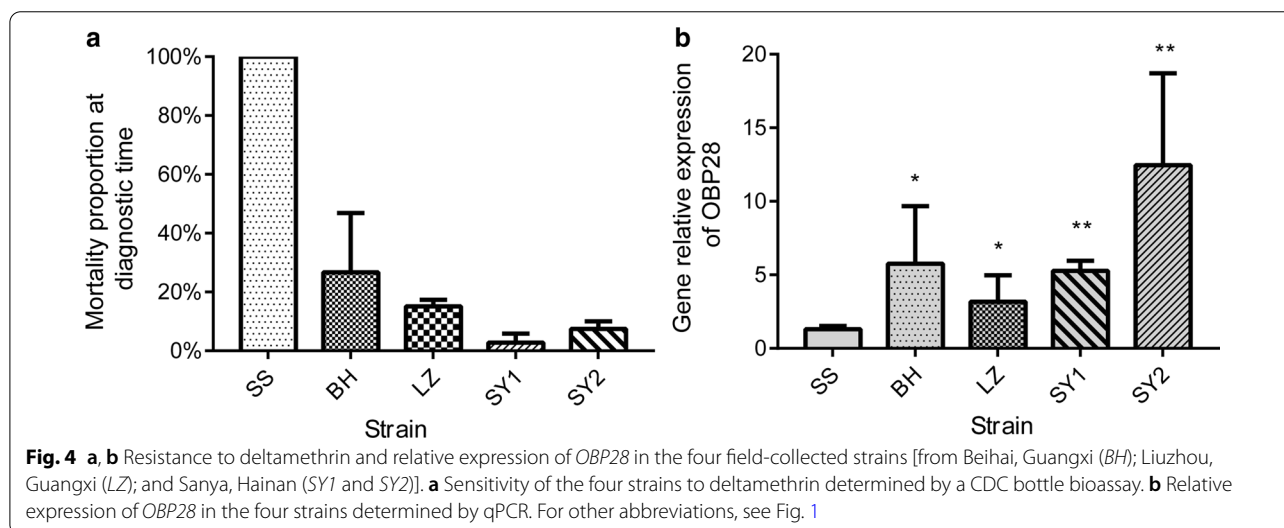 a
Mortality proportion at
diagnostic time
100%
80%
60%
40%
20%
0%
SS
BH
LZ
SY1
SY2
Strain
b
Gene relative expression
of OBP28
20
15
10
5
0
*
*
**
**
SS
BH
LZ
SY1
SY2
Strain
Fig. 4 a, b Resistance to deltamethrin and relative expression of OBP28 in the four field-collected strains [from Beihai, Guangxi (BH); Liuzhou,
Guangxi (LZ); and Sanya, Hainan (SY1 and SY2)]. a Sensitivity of the four strains to deltamethrin determined by a CDC bottle bioassay. b Relative
expression of OBP28 in the four strains determined by qPCR. For other abbreviations, see Fig. 1